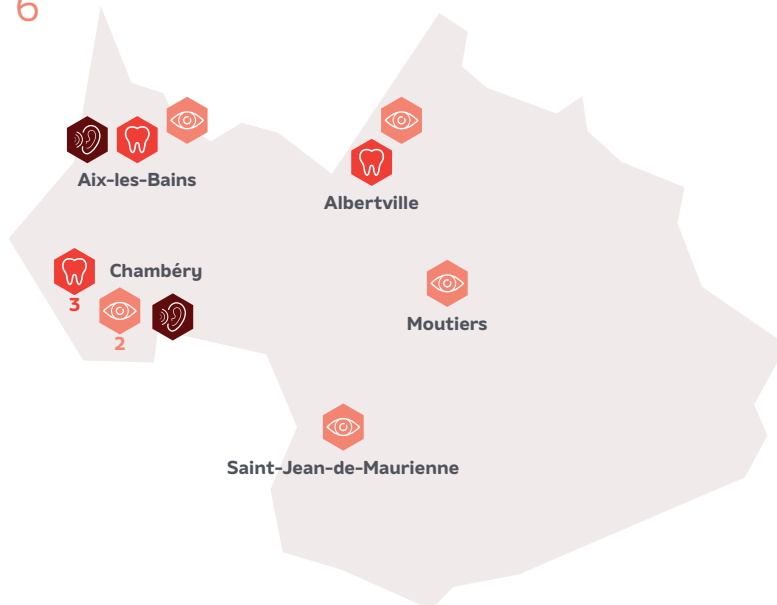 6
Aix-les-Bains
Albertville
Chambéry
3
2
Moutiers
Saint-Jean-de-Maurienne